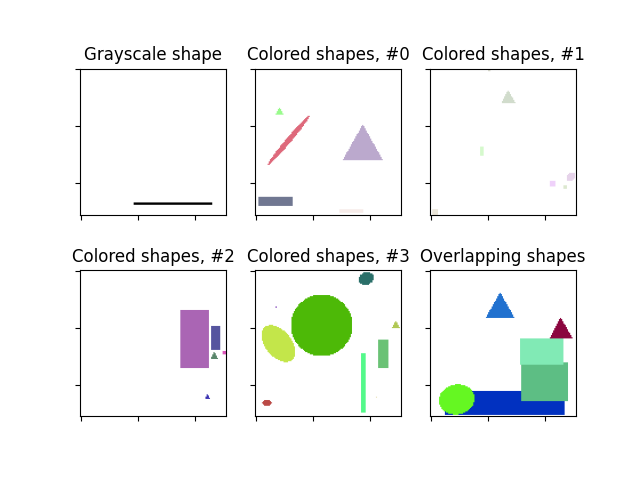 Grayscale shape
Colored shapes, #0
Colored shapes, #1
Colored shapes, #2
Colored shapes, #3
Overlapping shapes